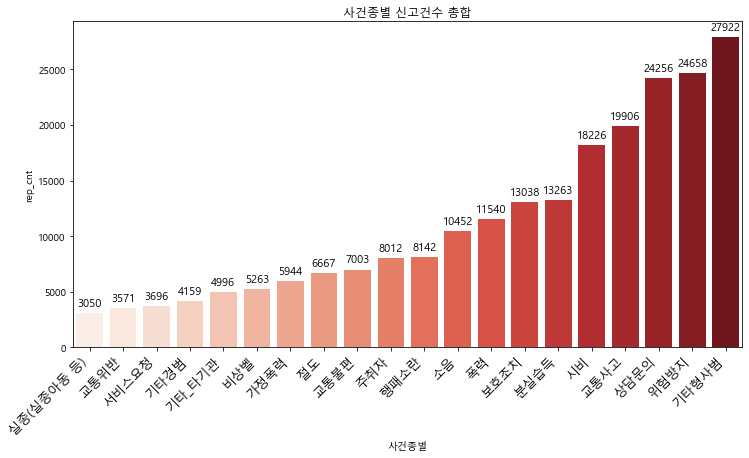 사건종별 신고건수 총합
rep_cnt
25000
20000
15000
10000
5000
0
3050
3571
3696
4159
4996
5263
5944
6667
7003
8012
8142
10452
11540
13038
13263
18226
19906
24256
24658
27922
실종(실종아동 등)
교통위반
서비스요청
기타경범
기타_타기관
비상벨
가정폭력
절도
교통불편
주취자
행패소란
소음
폭력
보호조치
분실습득
시비
교통사고
상담문의
위험방지
기타형사범
사건종별